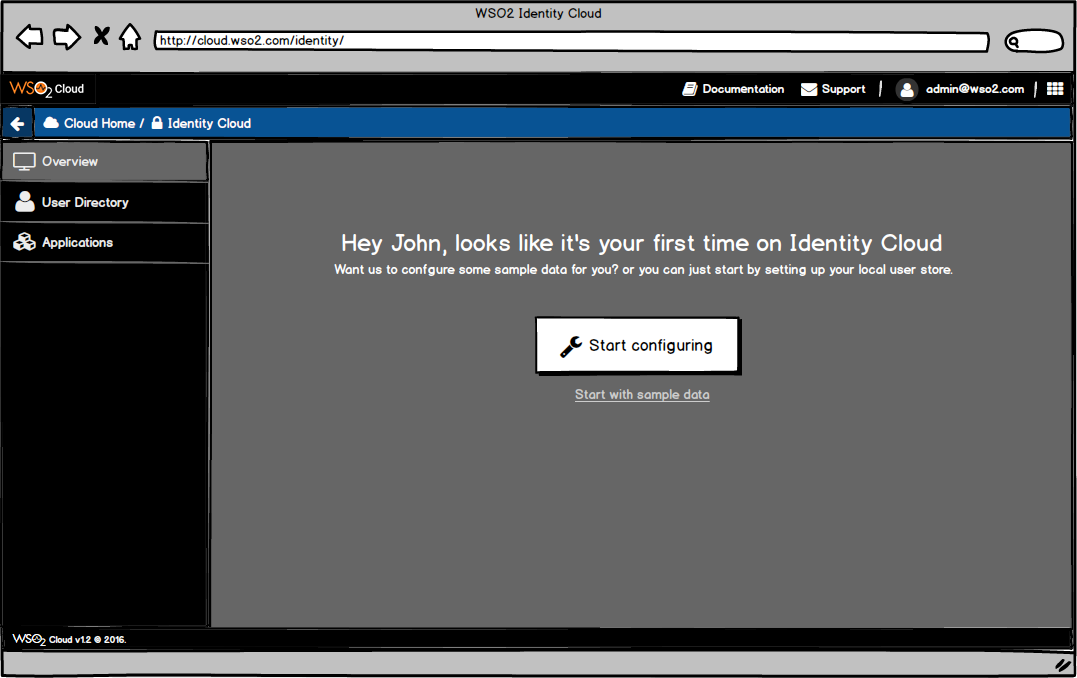 WSO2 Identity Cloud
http://cloud.wso2.com/identity/
WSO2 Cloud
Documentation
Support
admin@wso2.com
Cloud Home / Identity Cloud
Overview
User Directory
Applications
Hey John, looks like it's your first time on Identity Cloud
Want us to confgure some sample data for you? or you can just start by setting up your local user store.
Start configuring
Start with sample data
WSO2 Cloud v1.2 © 2016.